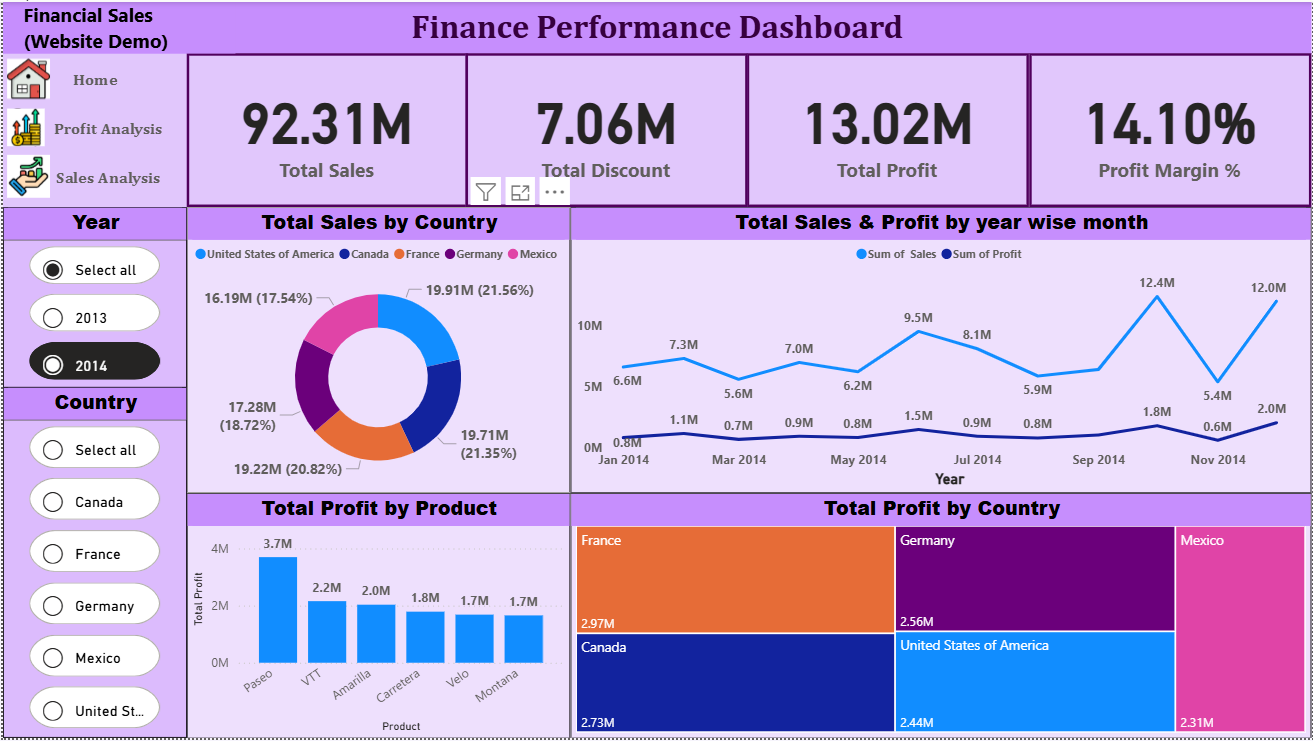 Financial Sales
(Website Demo)
Finance Performance Dashboard
Home
Profit Analysis
Sales Analysis
92.31M
Total Sales
7.06M
Total Discount
13.02M
Total Profit
14.10%
Profit Margin %
Year
Select all
2013
2014
Country
Select all
Canada
France
Germany
Mexico
United St...
Total Sales by Country
United States of America Canada France Germany Mexico
19.91M (21.56%)
19.71M
(21.35%)
19.22M (20.82%)
17.28M
(18.72%)
16.19M (17.54%)
Total Sales & Profit by year wise month
Sum of Sales Sum of Profit
10M
5M
0M
6.6M
7.3M
5.6M
7.0M
6.2M
9.5M
8.1M
5.9M
12.4M
5.4M
12.0M
0.8M
1.1M
0.7M
0.9M
0.8M
1.5M
0.9M
0.8M
1.8M
0.6M
2.0M
Jan 2014 Mar 2014 May 2014 Jul 2014 Sep 2014 Nov 2014
Year
Total Profit by Product
Total Profit
4M
2M
0M
3.7M
2.2M
2.0M
1.8M
1.7M
1.7M
Paseo
VTT
Amarilla
Carretera
Velo
Montana
Product
Total Profit by Country
France
2.97M
Canada
2.73M
Germany
2.56M
United States of America
2.44M
Mexico
2.31M